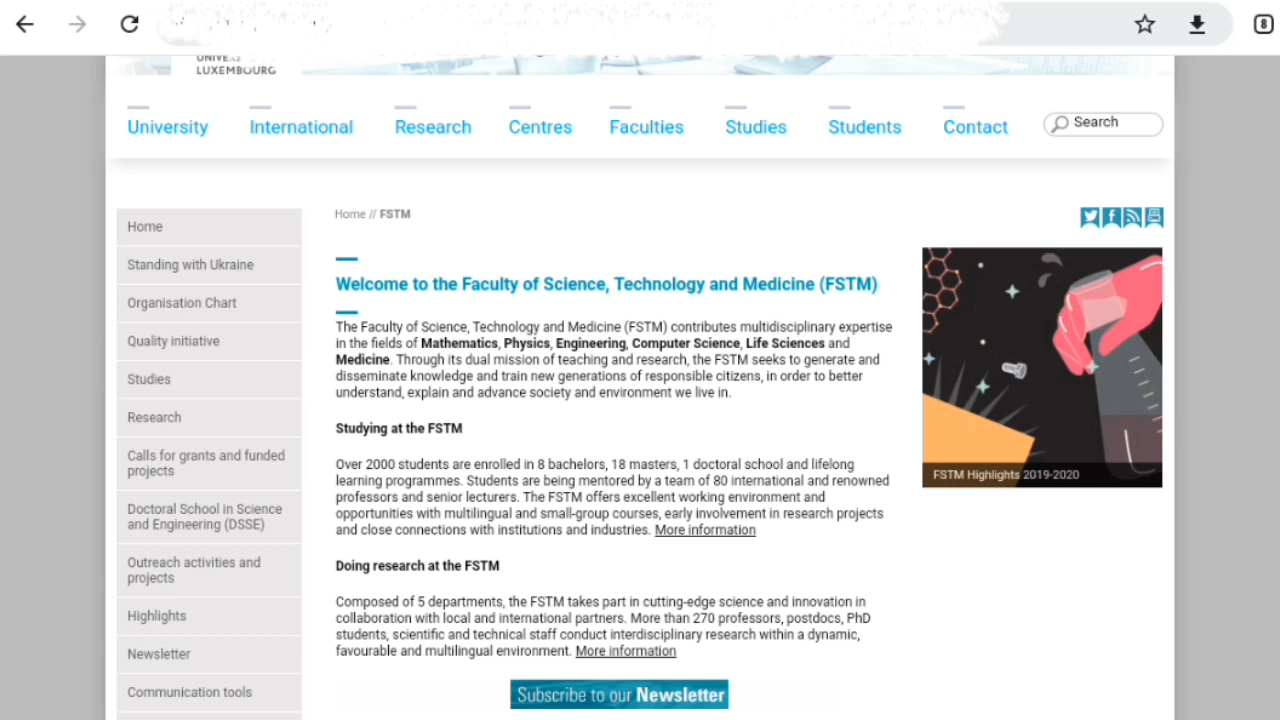 8
LUXEMBOURG
University International Research Centres Faculties Studies Students Contact Search
Home // FSTM
Home
Standing with Ukraine
Organisation Chart
Quality initiative
Studies
Research
Calls for grants and funded
projects
Doctoral School in Science
and Engineering (DSSE)
Outreach activities and
projects
Highlights
Newsletter
Communication tools
Welcome to the Faculty of Science, Technology and Medicine (FSTM)
The Faculty of Science, Technology and Medicine (FSTM) contributes multidisciplinary expertise
in the fields of Mathematics, Physics, Engineering, Computer Science, Life Sciences and
Medicine. Through its dual mission of teaching and research, the FSTM seeks to generate and
disseminate knowledge and train new generations of responsible citizens, in order to better
understand, explain and advance society and environment we live in.
Studying at the FSTM
Over 2000 students are enrolled in 8 bachelors, 18 masters, 1 doctoral school and lifelong
learning programmes. Students are being mentored by a team of 80 international and renowned
professors and senior lecturers. The FSTM offers excellent working environment and
opportunities with multilingual and small-group courses, early involvement in research projects
and close connections with institutions and industries. More information
Doing research at the FSTM
Composed of 5 departments, the FSTM takes part in cutting-edge science and innovation in
collaboration with local and international partners. More than 270 professors, postdocs, PhD
students, scientific and technical staff conduct interdisciplinary research within a dynamic,
favourable and multilingual environment. More information
Subscribe to our Newsletter
FSTM Highlights 2019-2020